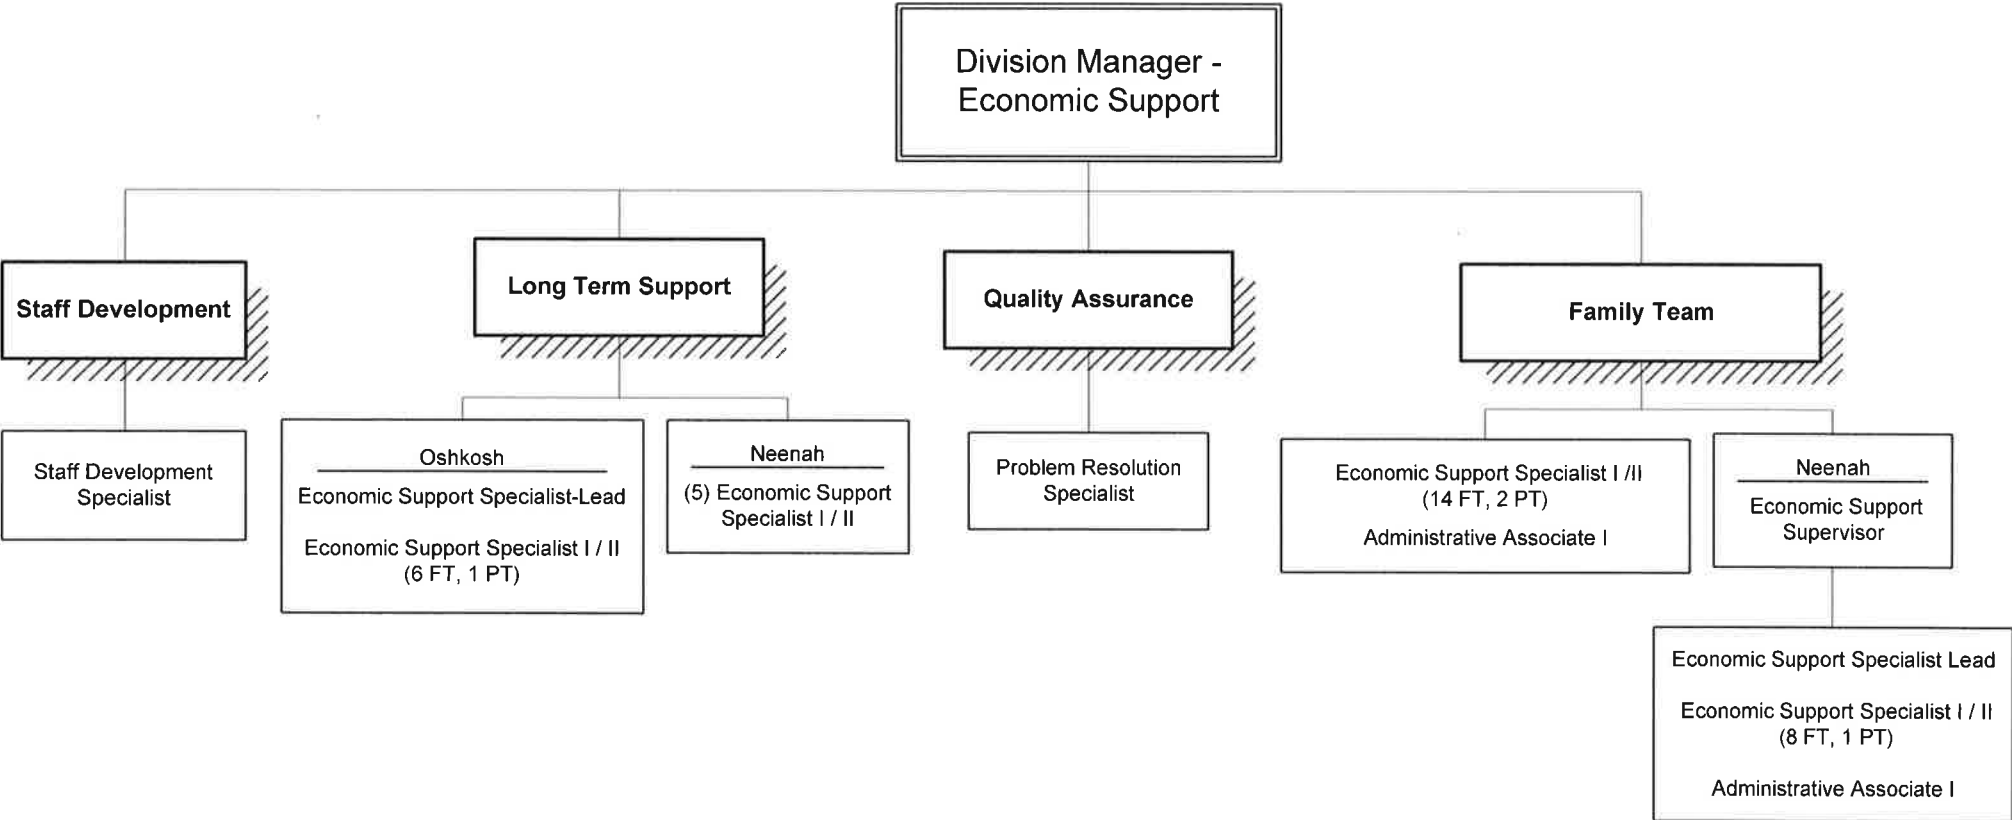 Division Manager -
Economic Support
Staff Development
Long Term Support
Quality Assurance
Family Team
Staff Development
Specialist
Oshkosh
Economic Support Specialist-Lead
Economic Support Specialist I / II
(6 FT, 1 PT)
Neenah
(5) Economic Support
Specialist I / II
Problem Resolution
Specialist
Economic Support Specialist I /II
(14 FT, 2 PT)
Administrative Associate I
Neenah
Economic Support
Supervisor
Economic Support Specialist Lead
Economic Support Specialist I / II
(8 FT, 1 PT)
Administrative Associate I